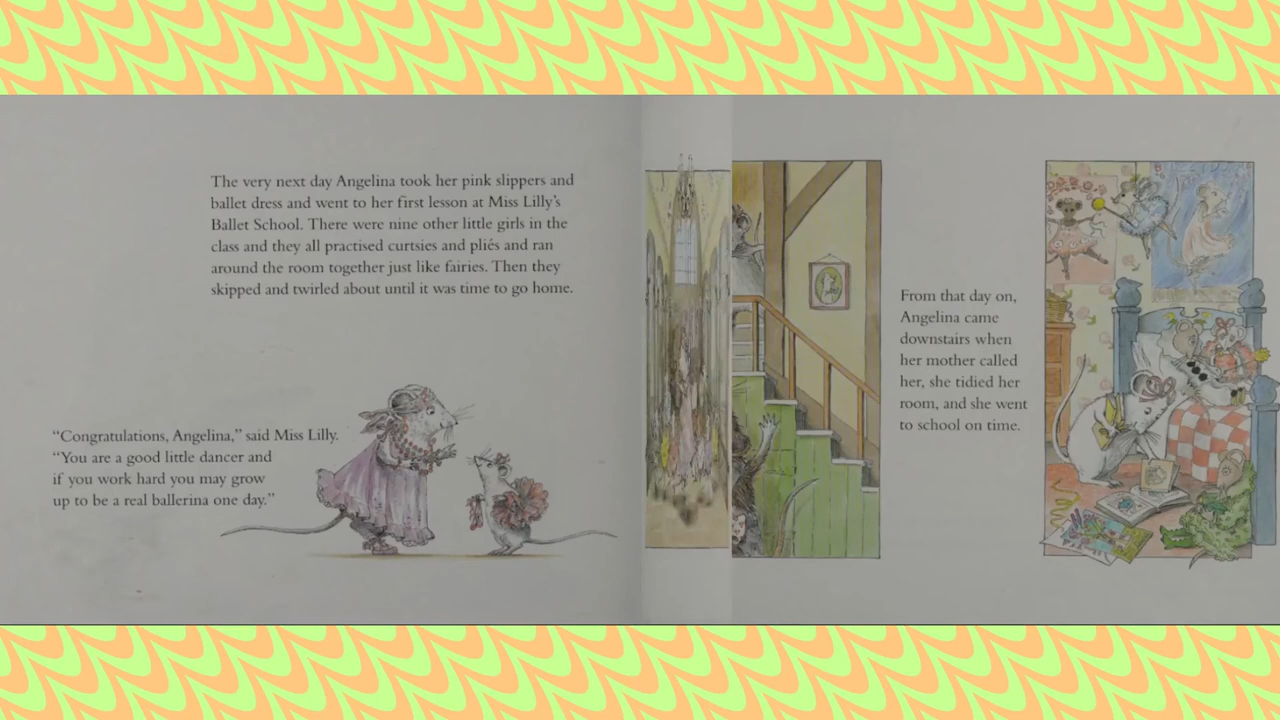 The very next day Angelina took her pink slippers and
ballet dress and went to her first lesson at Miss Lilly's
Ballet School. There were nine other little girls in the
class and they all practised curtsies and pliés and ran
around the room together just like fairies. Then they
skipped and twirled about until it was time to go home.
“Congratulations, Angelina,” said Miss Lilly.
“You are a good little dancer and
if you work hard you may grow
up to be a real ballerina one day.”
From that day on,
Angelina came
downstairs when
her mother called
her, she tidied her
room, and she went
to school on time.